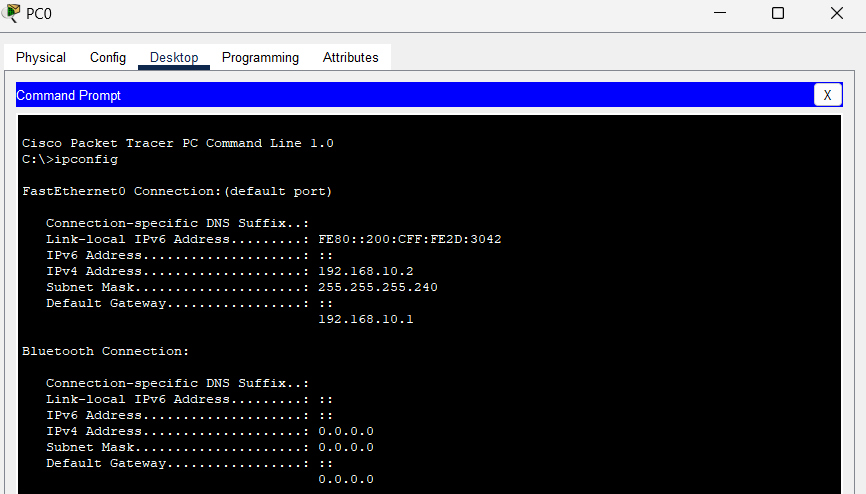 PC0
Physical Config Desktop Programming Attributes
Command Prompt X
Cisco Packet Tracer PC Command Line 1.0
C:\>ipconfig
FastEthernet0 Connection:(default port)
Connection-specific DNS Suffix..:
Link-local IPv6 Address.........: FE80::200:CFF:FE2D:3042
IPv6 Address....................: ::
IPv4 Address....................: 192.168.10.2
Subnet Mask.....................: 255.255.255.240
Default Gateway.................: ::
192.168.10.1
Bluetooth Connection:
Connection-specific DNS Suffix..:
Link-local IPv6 Address.........: ::
IPv6 Address....................: ::
IPv4 Address....................: 0.0.0.0
Subnet Mask.....................: 0.0.0.0
Default Gateway.................: ::
0.0.0.0